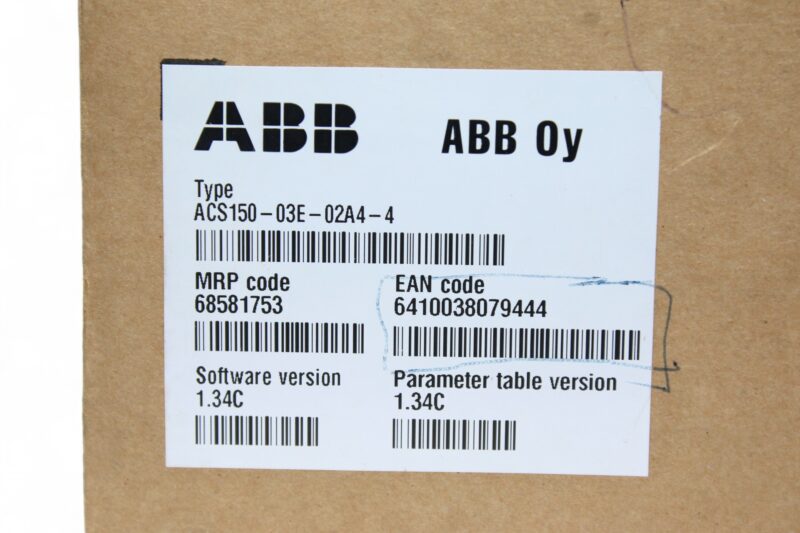 ABB ABB Oy
Type
ACS150-03E-02A4-4
MRP code
68581753
EAN code
6410038079444
Software version
1.34C
Parameter table version
1.34C